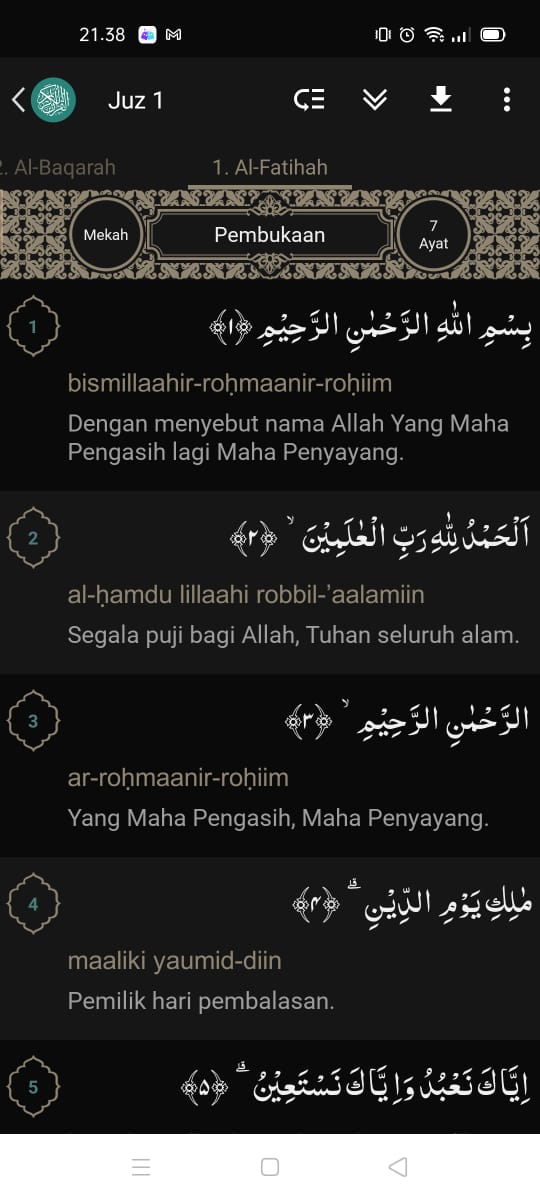 21.38
Juz 1
2. Al-Baqarah
1. Al-Fatihah
Mekah
Pembukaan
7
Ayat
1
بِسْمِ اللّٰهِ الرَّحْمٰنِ الرَّحِيْمِ ﴿١﴾
bismillaahir-roḥmaanir-roḥiim
Dengan menyebut nama Allah Yang Maha
Pengasih lagi Maha Penyayang.
2
اَلْحَمْدُ لِلّٰهِ رَبِّ الْعٰلَمِيْنَ ۙ ﴿٢﴾
al-ḥamdu lillaahi robbil-’aalamiin
Segala puji bagi Allah, Tuhan seluruh alam.
3
الرَّحْمٰنِ الرَّحِيْمِ ۙ ﴿٣﴾
ar-roḥmaanir-roḥiim
Yang Maha Pengasih, Maha Penyayang.
4
مٰلِكِ يَوْمِ الدِّيْنِ ۗ ﴿۴﴾
maaliki yaumid-diin
Pemilik hari pembalasan.
5
اِيَّاكَ نَعْبُدُ وَاِيَّاكَ نَسْتَعِيْنُ ۗ ﴿۵﴾